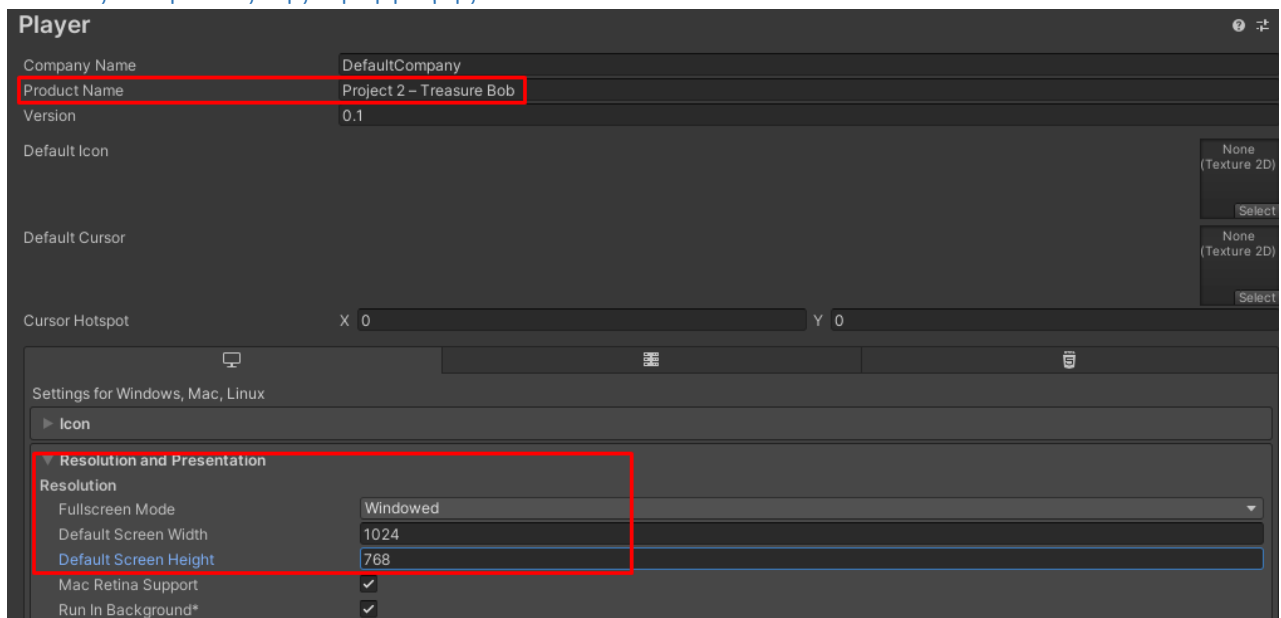 Player
Company Name DefaultCompany
Product Name Project 2 – Treasure Bob
Version 0.1
Default Icon
None
(Texture 2D)
Select
Default Cursor
None
(Texture 2D)
Select
Cursor Hotspot X 0 Y 0
Settings for Windows, Mac, Linux
Icon
Resolution and Presentation
Resolution
Fullscreen Mode Windowed
Default Screen Width 1024
Default Screen Height 768
Mac Retina Support
Run In Background*